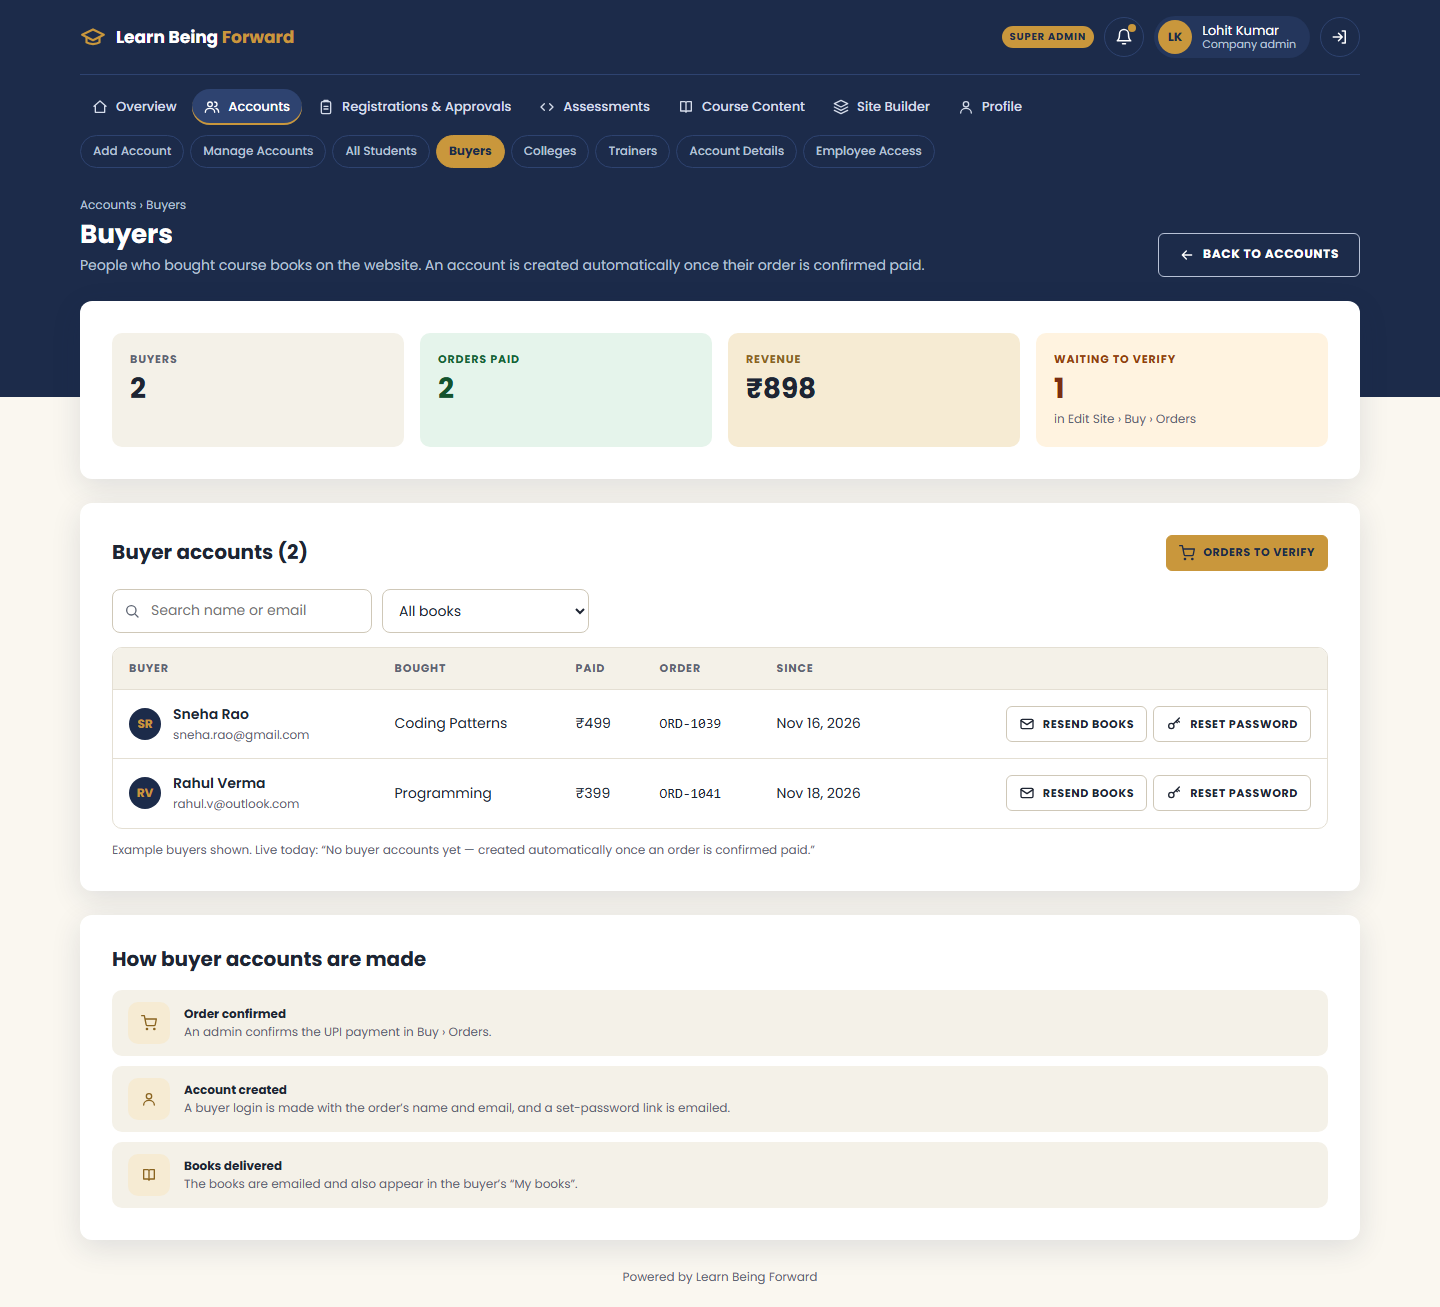 Learn Being Forward
SUPER ADMIN
LK
Lohit Kumar
Company admin
Overview
Accounts
Registrations & Approvals
Assessments
Course Content
Site Builder
Profile
Add Account
Manage Accounts
All Students
Buyers
Colleges
Trainers
Account Details
Employee Access
Accounts › Buyers
Buyers
People who bought course books on the website. An account is created automatically once their order is confirmed paid.
BACK TO ACCOUNTS
BUYERS
2
ORDERS PAID
2
REVENUE
₹898
WAITING TO VERIFY
1
in Edit Site › Buy › Orders
Buyer accounts (2)
ORDERS TO VERIFY
Search name or email
All books
BUYER BOUGHT PAID ORDER SINCE
SR
Sneha Rao
sneha.rao@gmail.com
Coding Patterns ₹499 ORD-1039 Nov 16, 2026
RESEND BOOKS
RESET PASSWORD
RV
Rahul Verma
rahul.v@outlook.com
Programming ₹399 ORD-1041 Nov 18, 2026
RESEND BOOKS
RESET PASSWORD
Example buyers shown. Live today: “No buyer accounts yet — created automatically once an order is confirmed paid.”
How buyer accounts are made
Order confirmed
An admin confirms the UPI payment in Buy › Orders.
Account created
A buyer login is made with the order’s name and email, and a set-password link is emailed.
Books delivered
The books are emailed and also appear in the buyer’s “My books”.
Powered by Learn Being Forward